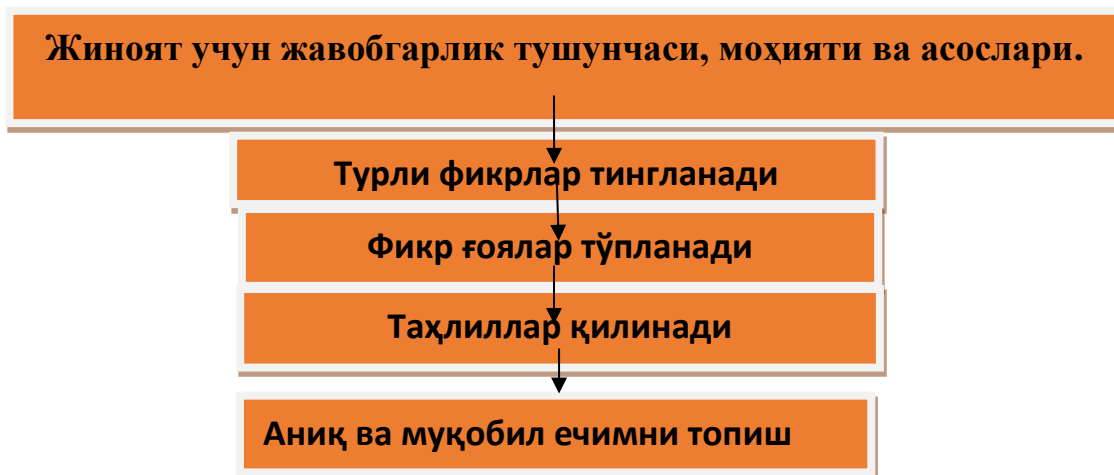 Жиноят учун жавобгарлик тушунчаси, моҳияти ва асослари.
Турли фикрлар тингланади
Фикр ғоялар тўпланади
Таҳлиллар қилинади
Аниқ ва муқобил ечимни топиш